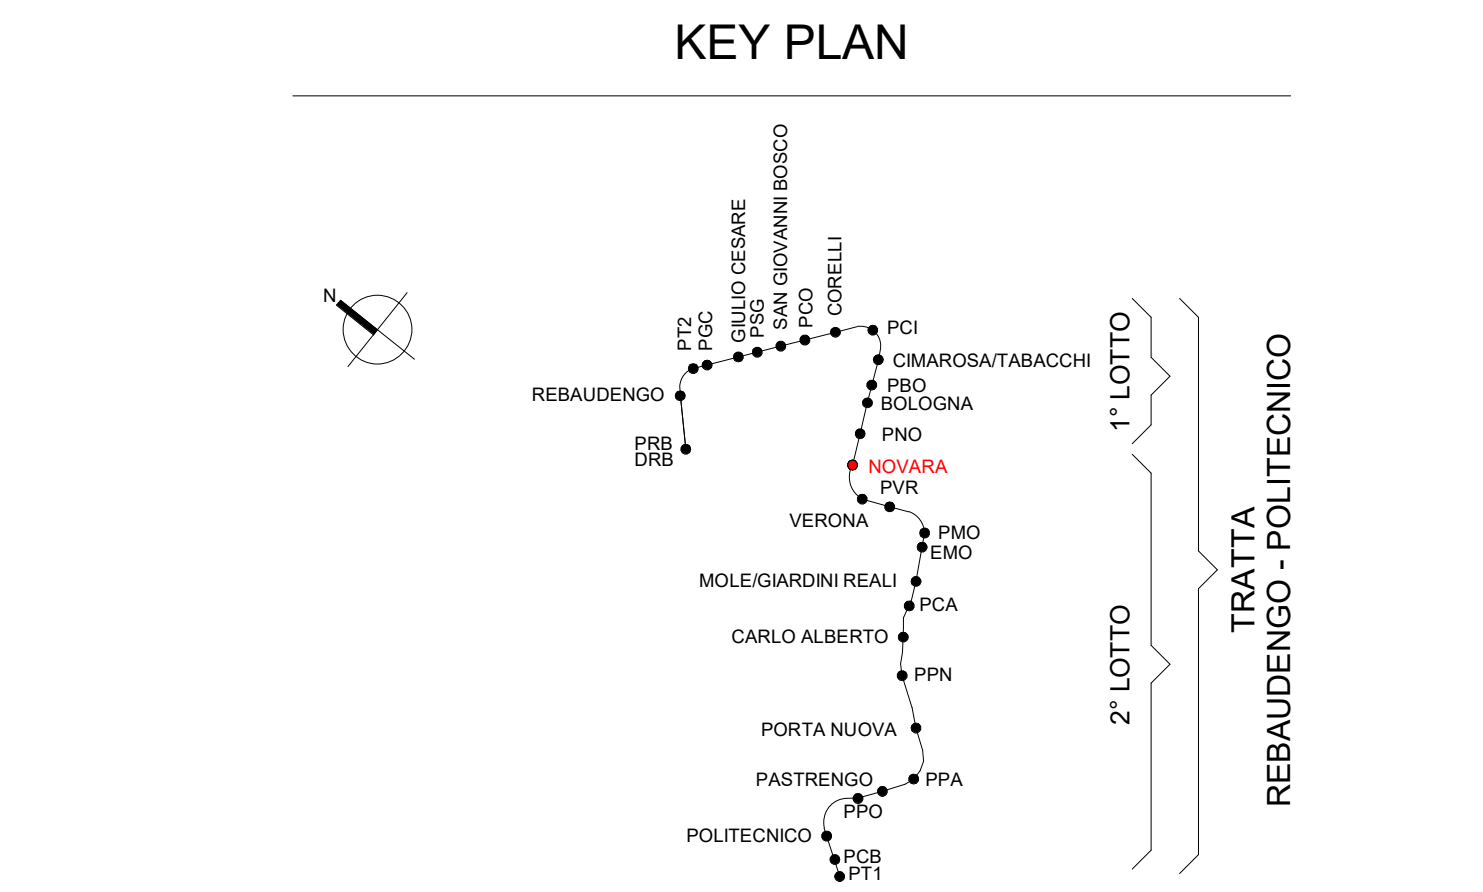 KEY PLAN
N
PT2
PGC
GIULIO CESARE
PSG
SAN GIOVANNI BOSCO
PCO
CORELLI
PCI
CIMAROSA/TABACCHI
REBAUDENGO
PBO
BOLOGNA
PNO
PRB
DRB
NOVARA
PVR
VERONA
PMO
EMO
MOLE/GIARDINI REALI
PCA
CARLO ALBERTO
PPN
PORTA NUOVA
PASTRENGO
PPA
PPO
POLITECNICO
PCB
PT1
1° LOTTO
2° LOTTO
TRATTA
REBAUDENGO - POLITECNICO